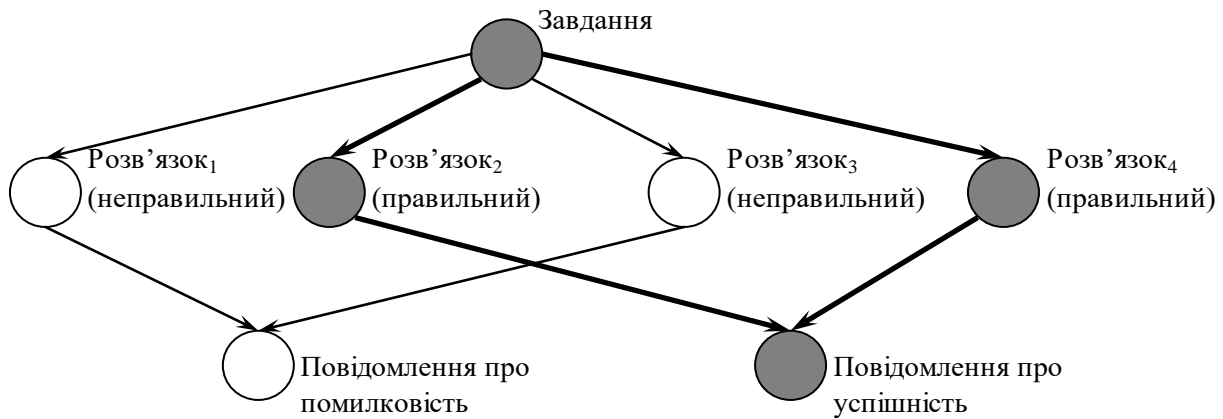 Завдання
Розв’язок₁
(неправильний)
Розв’язок₂
(правильний)
Розв’язок₃
(неправильний)
Розв’язок₄
(правильний)
Повідомлення про
помилковість
Повідомлення про
успішність